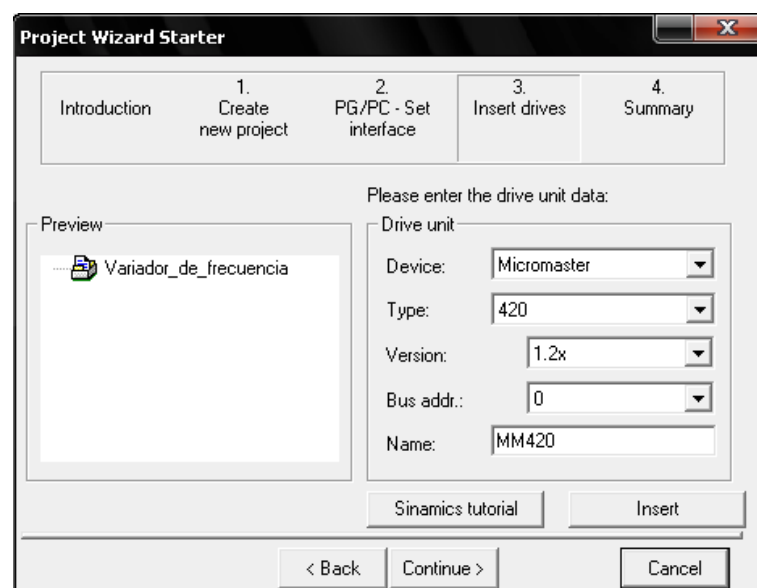 Project Wizard Starter
Introduction
1.
Create
new project
2.
PG/PC - Set
interface
3.
Insert drives
4.
Summary
Please enter the drive unit data:
Preview
Variador_de_frecuencia
Drive unit
Device: Micromaster
Type: 420
Version: 1.2x
Bus addr.: 0
Name: MM420
Sinamics tutorial
Insert
< Back
Continue >
Cancel